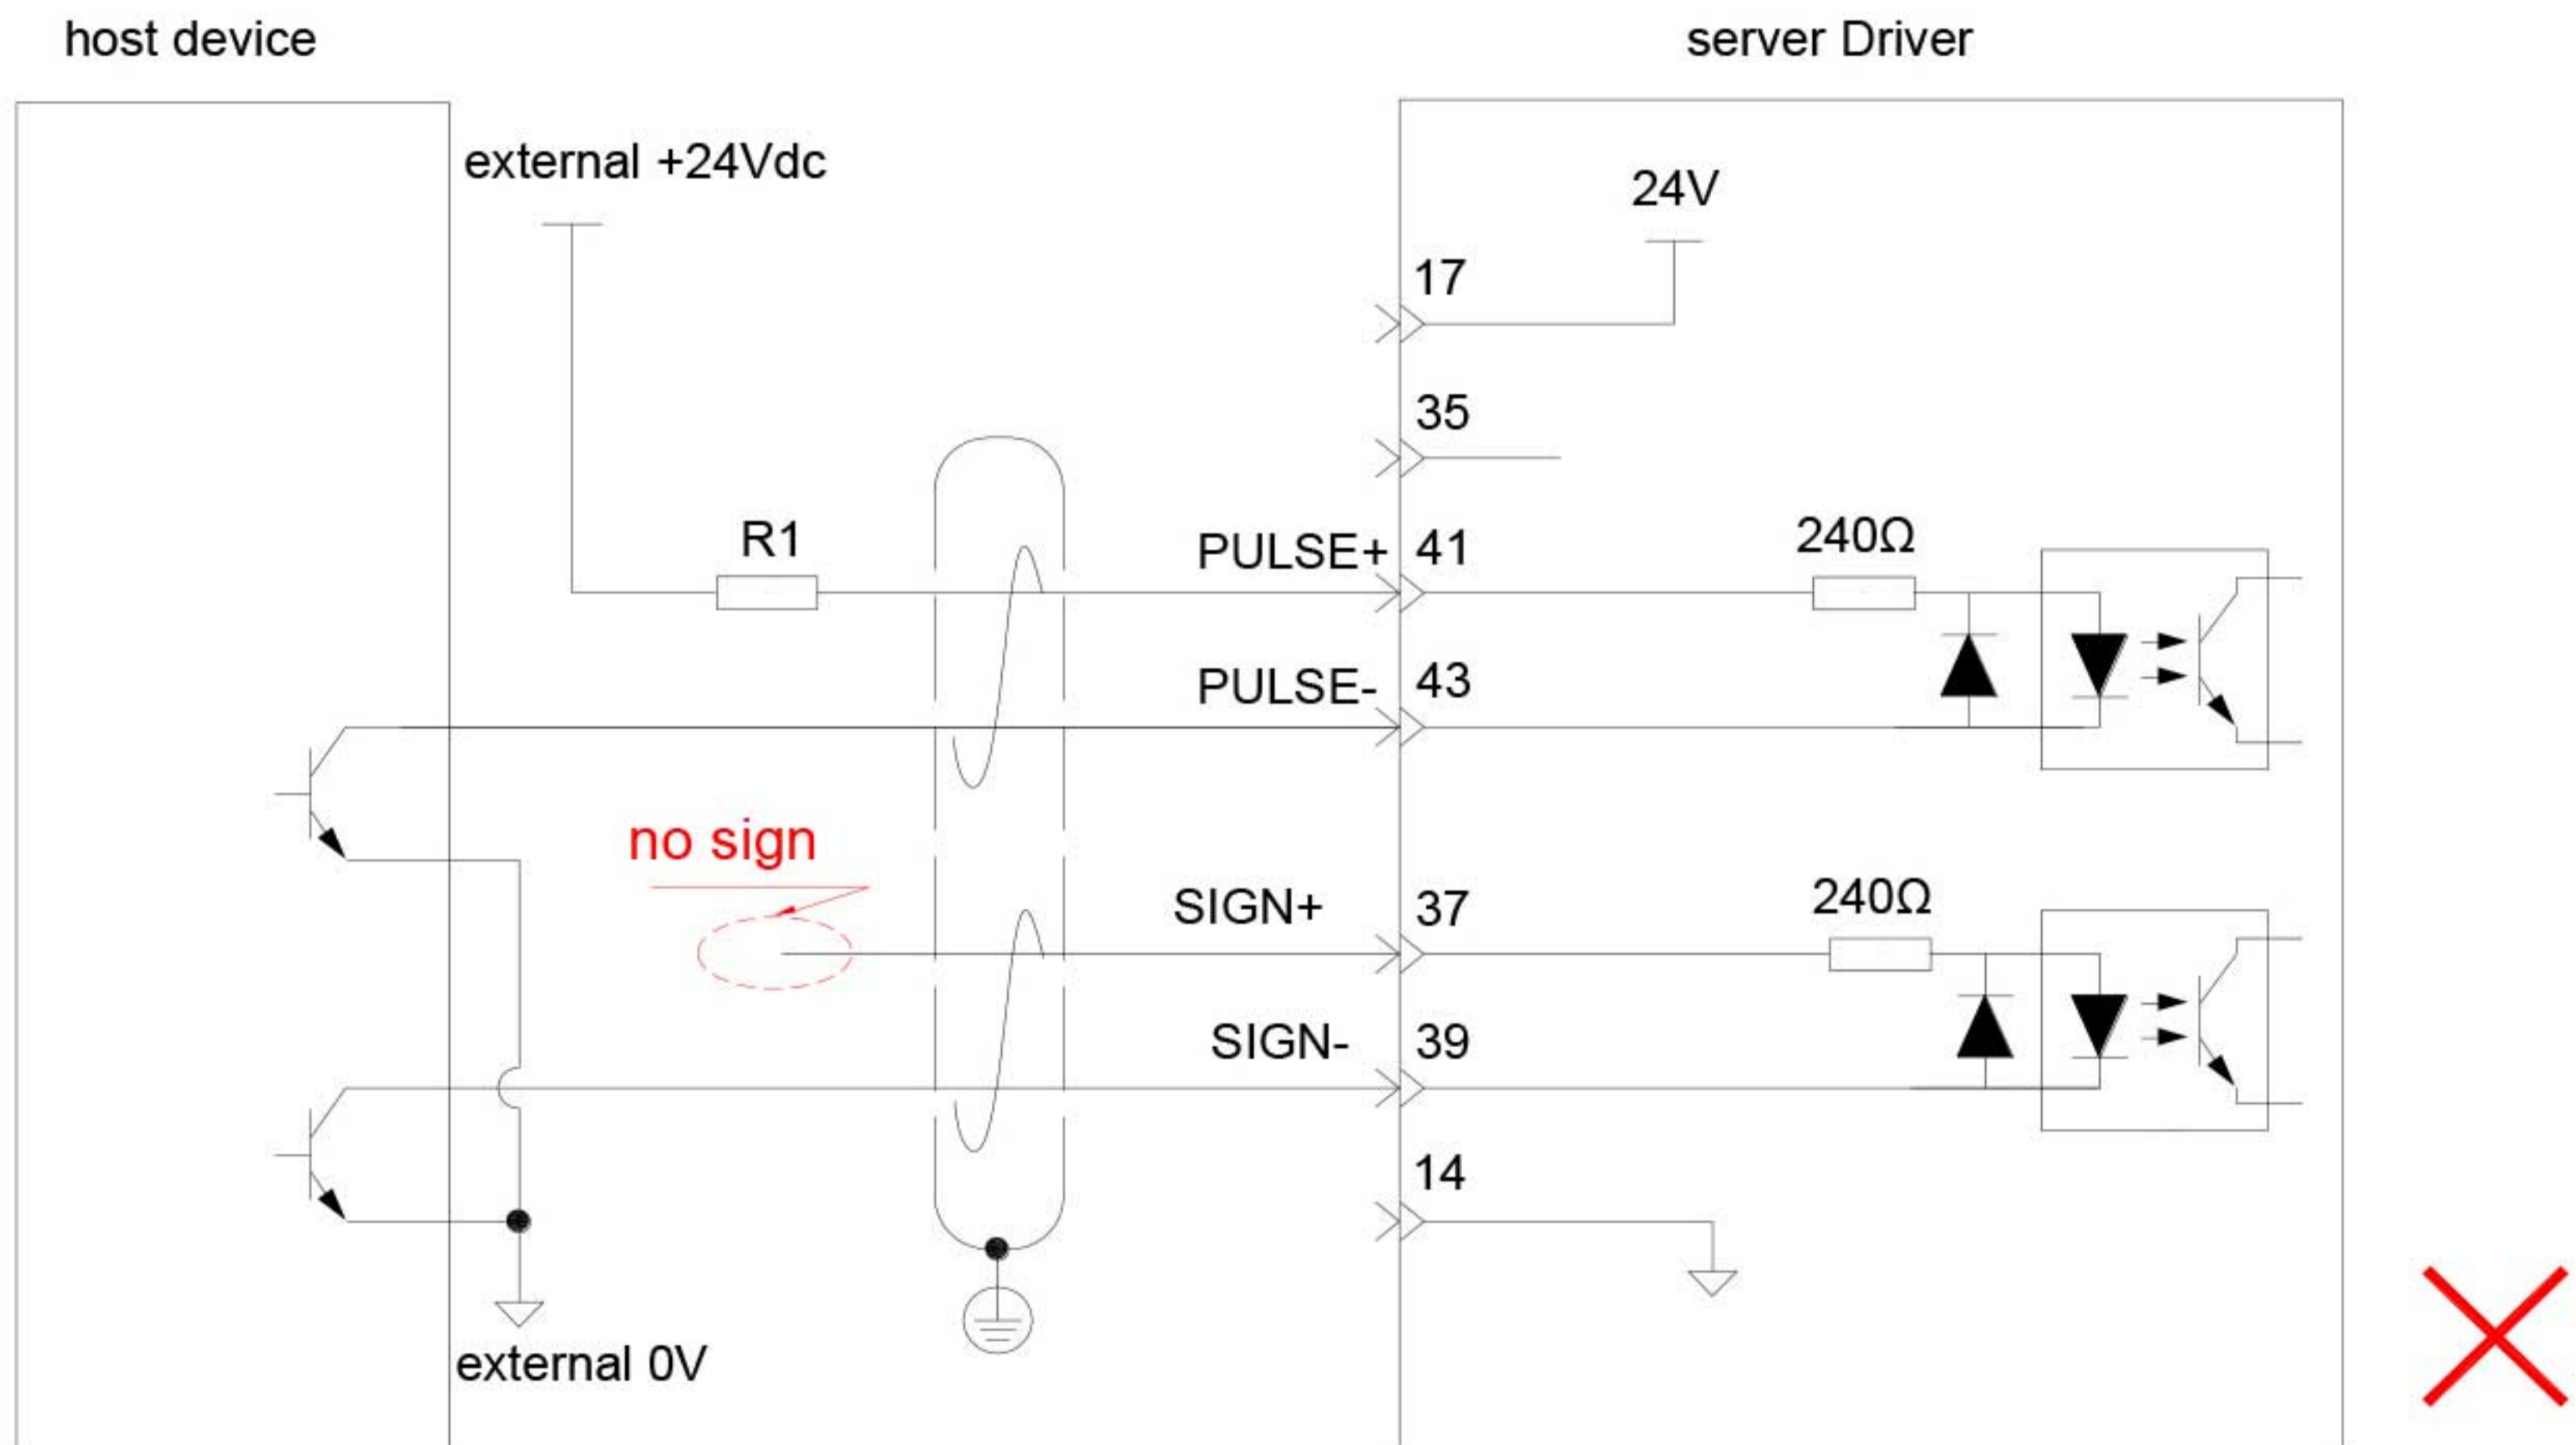 host device
server Driver
external +24Vdc
24V
17
35
R1
PULSE+ 41
240Ω
PULSE- 43
no sign
SIGN+ 37
240Ω
SIGN- 39
14
external 0V